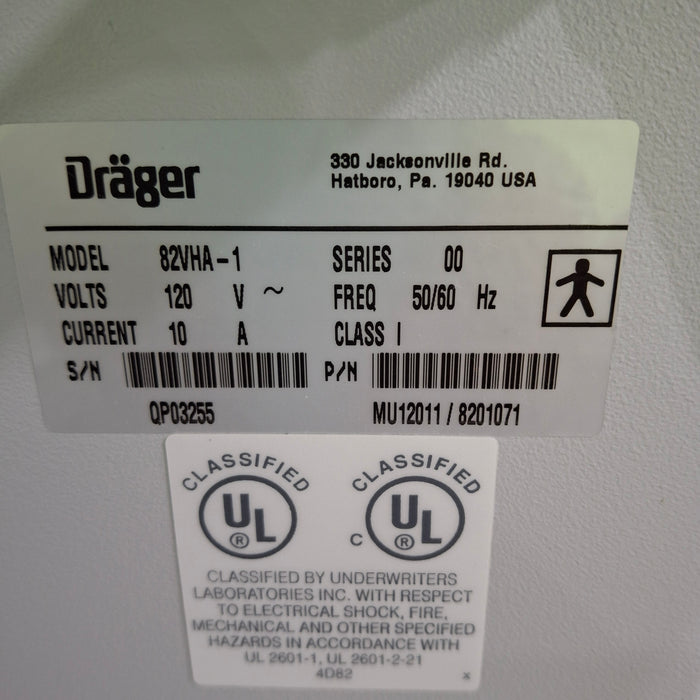 Dräger
330 Jacksonville Rd.
Hatboro, Pa. 19040 USA
MODEL 82VHA-1 SERIES 00
VOLTS 120 V ~ FREQ 50/60 Hz
CURRENT 10 A CLASS I
S/N P/N
QP03255 MU12011 / 8201071
CLASSIFIED CLASSIFIED
UL ® C UL ®
CLASSIFIED BY UNDERWRITERS
LABORATORIES INC. WITH RESPECT
TO ELECTRICAL SHOCK, FIRE,
MECHANICAL AND OTHER SPECIFIED
HAZARDS IN ACCORDANCE WITH
UL 2601-1, UL 2601-2-21
4D82 x